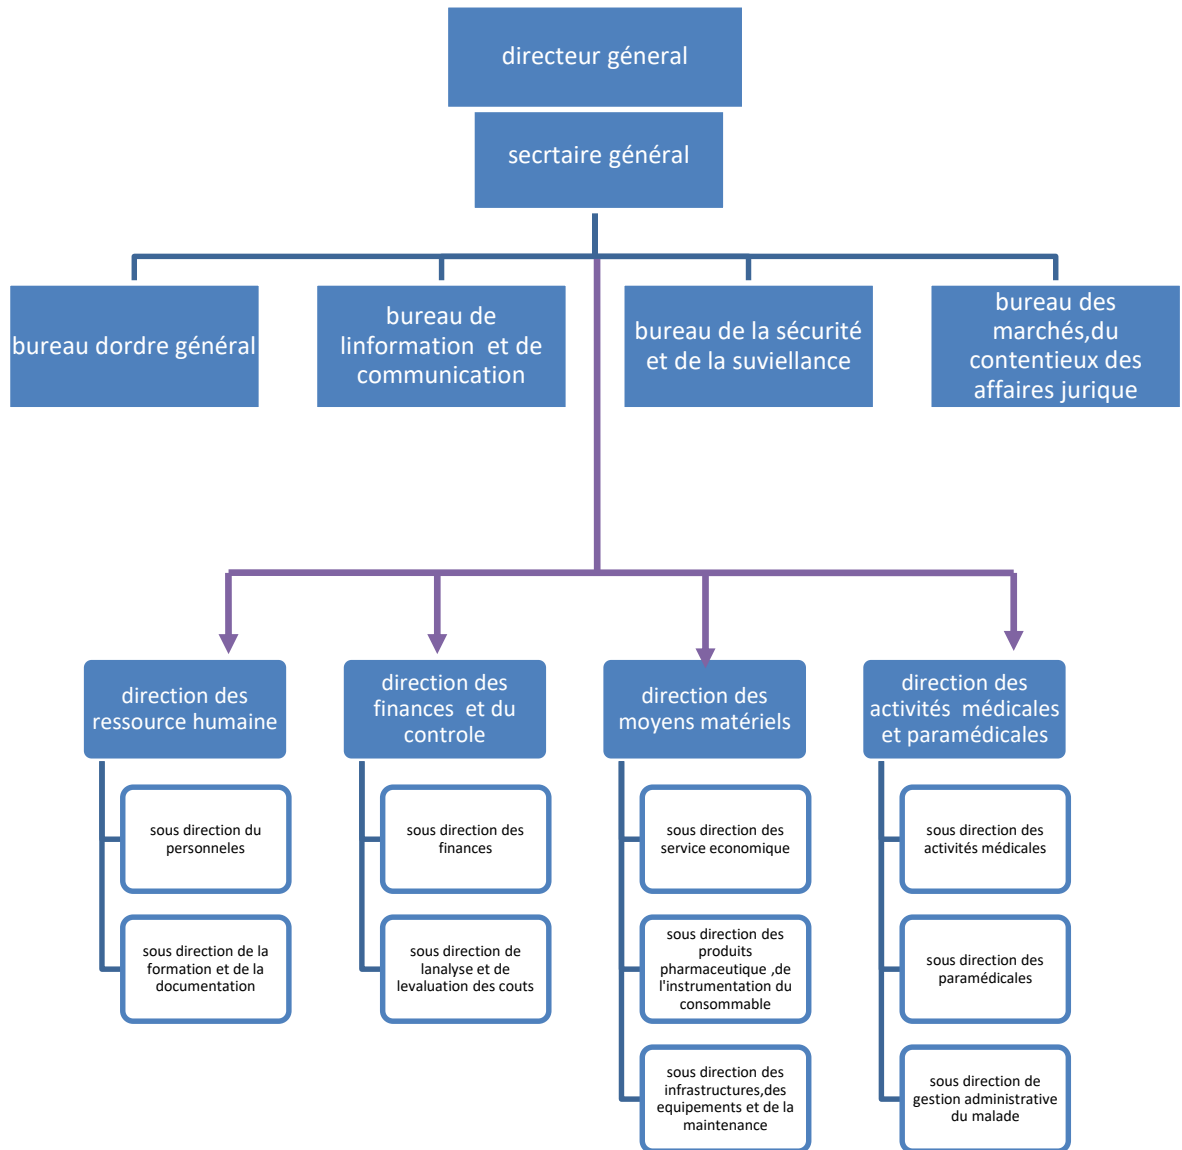 directeur géneral
secrtaire général
bureau dordre général
bureau de
linformation et de
communication
bureau de la sécurité
et de la suviellance
bureau des
marchés,du
contentieux des
affaires jurique
direction des
ressource humaine
direction des
finances et du
controle
direction des
moyens matériels
direction des
activités médicales
et paramédicales
sous direction du
personneles
sous direction des
finances
sous direction des
service economique
sous direction des
activités médicales
sous direction de la
formation et de la
documentation
sous direction de
lanalyse et de
levaluation des couts
sous direction des
produits
pharmaceutique ,de
l'instrumentation du
consommable
sous direction des
paramédicales
sous direction des
infrastructures,des
equipements et de la
maintenance
sous direction de
gestion administrative
du malade